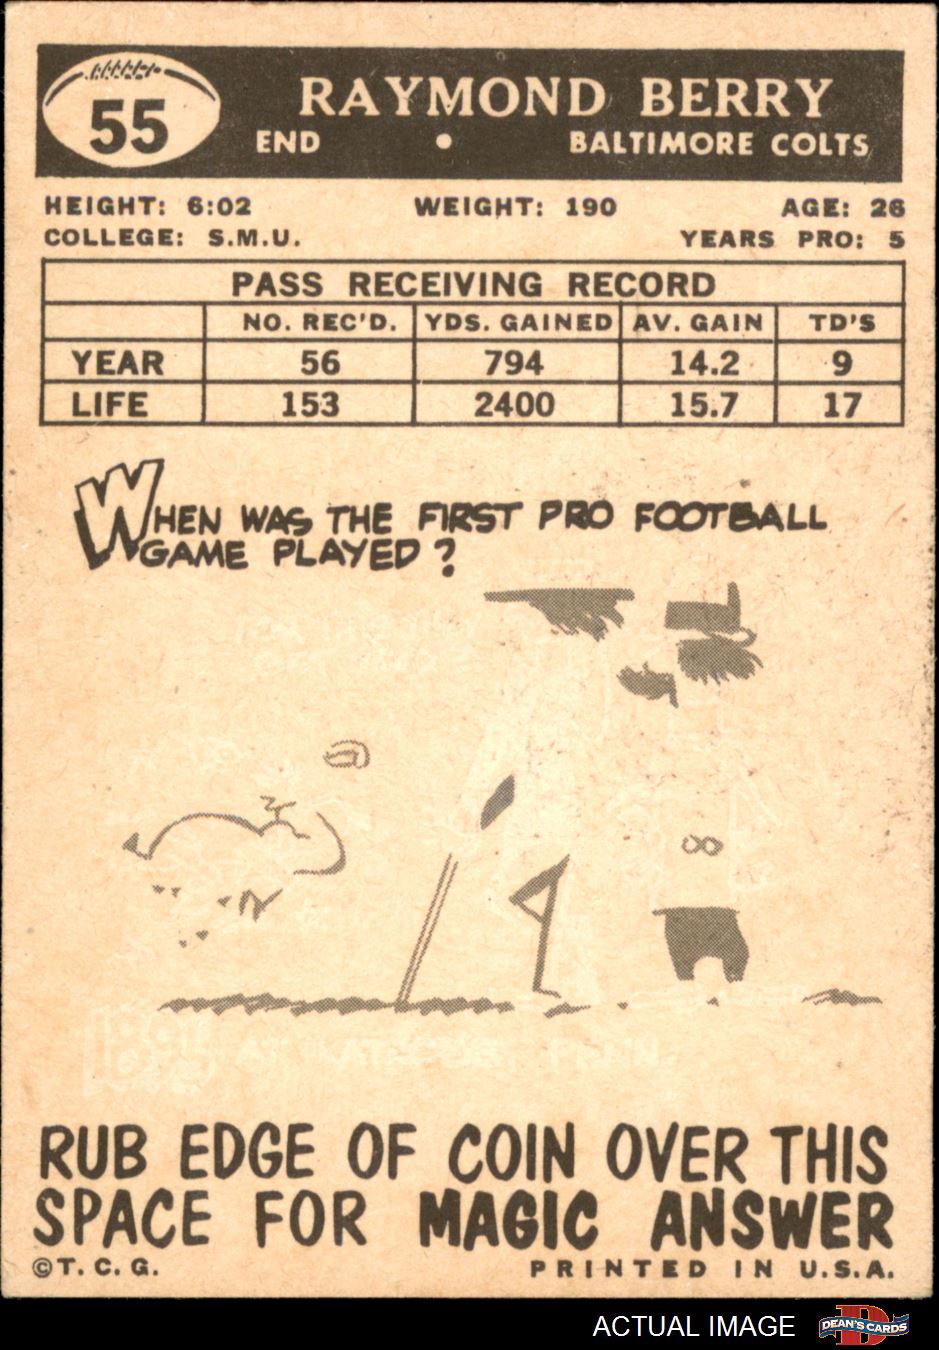 55
RAYMOND BERRY
END • BALTIMORE COLTS
HEIGHT: 6:02 WEIGHT: 190 AGE: 26
COLLEGE: S.M.U. YEARS PRO: 5
PASS RECEIVING RECORD
NO. REC'D. YDS. GAINED AV. GAIN TD'S
YEAR 56 794 14.2 9
LIFE 153 2400 15.7 17
WHEN WAS THE FIRST PRO FOOTBALL
GAME PLAYED?
8
RUB EDGE OF COIN OVER THIS
SPACE FOR MAGIC ANSWER
©T. C. G. PRINTED IN U.S.A.
ACTUAL IMAGE
DEAN'S CARDS